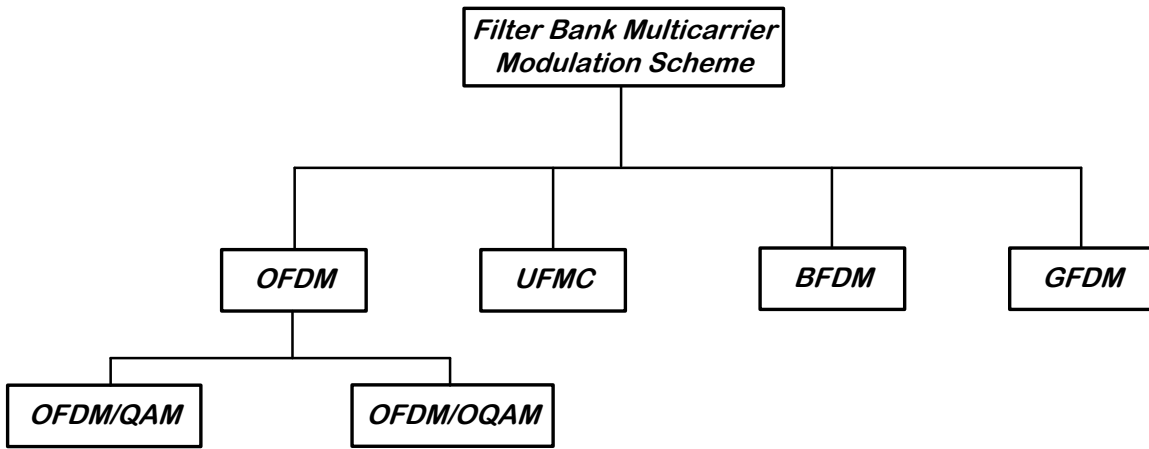 Filter Bank Multicarrier
Modulation Scheme
OFDM
UFMC
BFDM
GFDM
OFDM/QAM
OFDM/OQAM